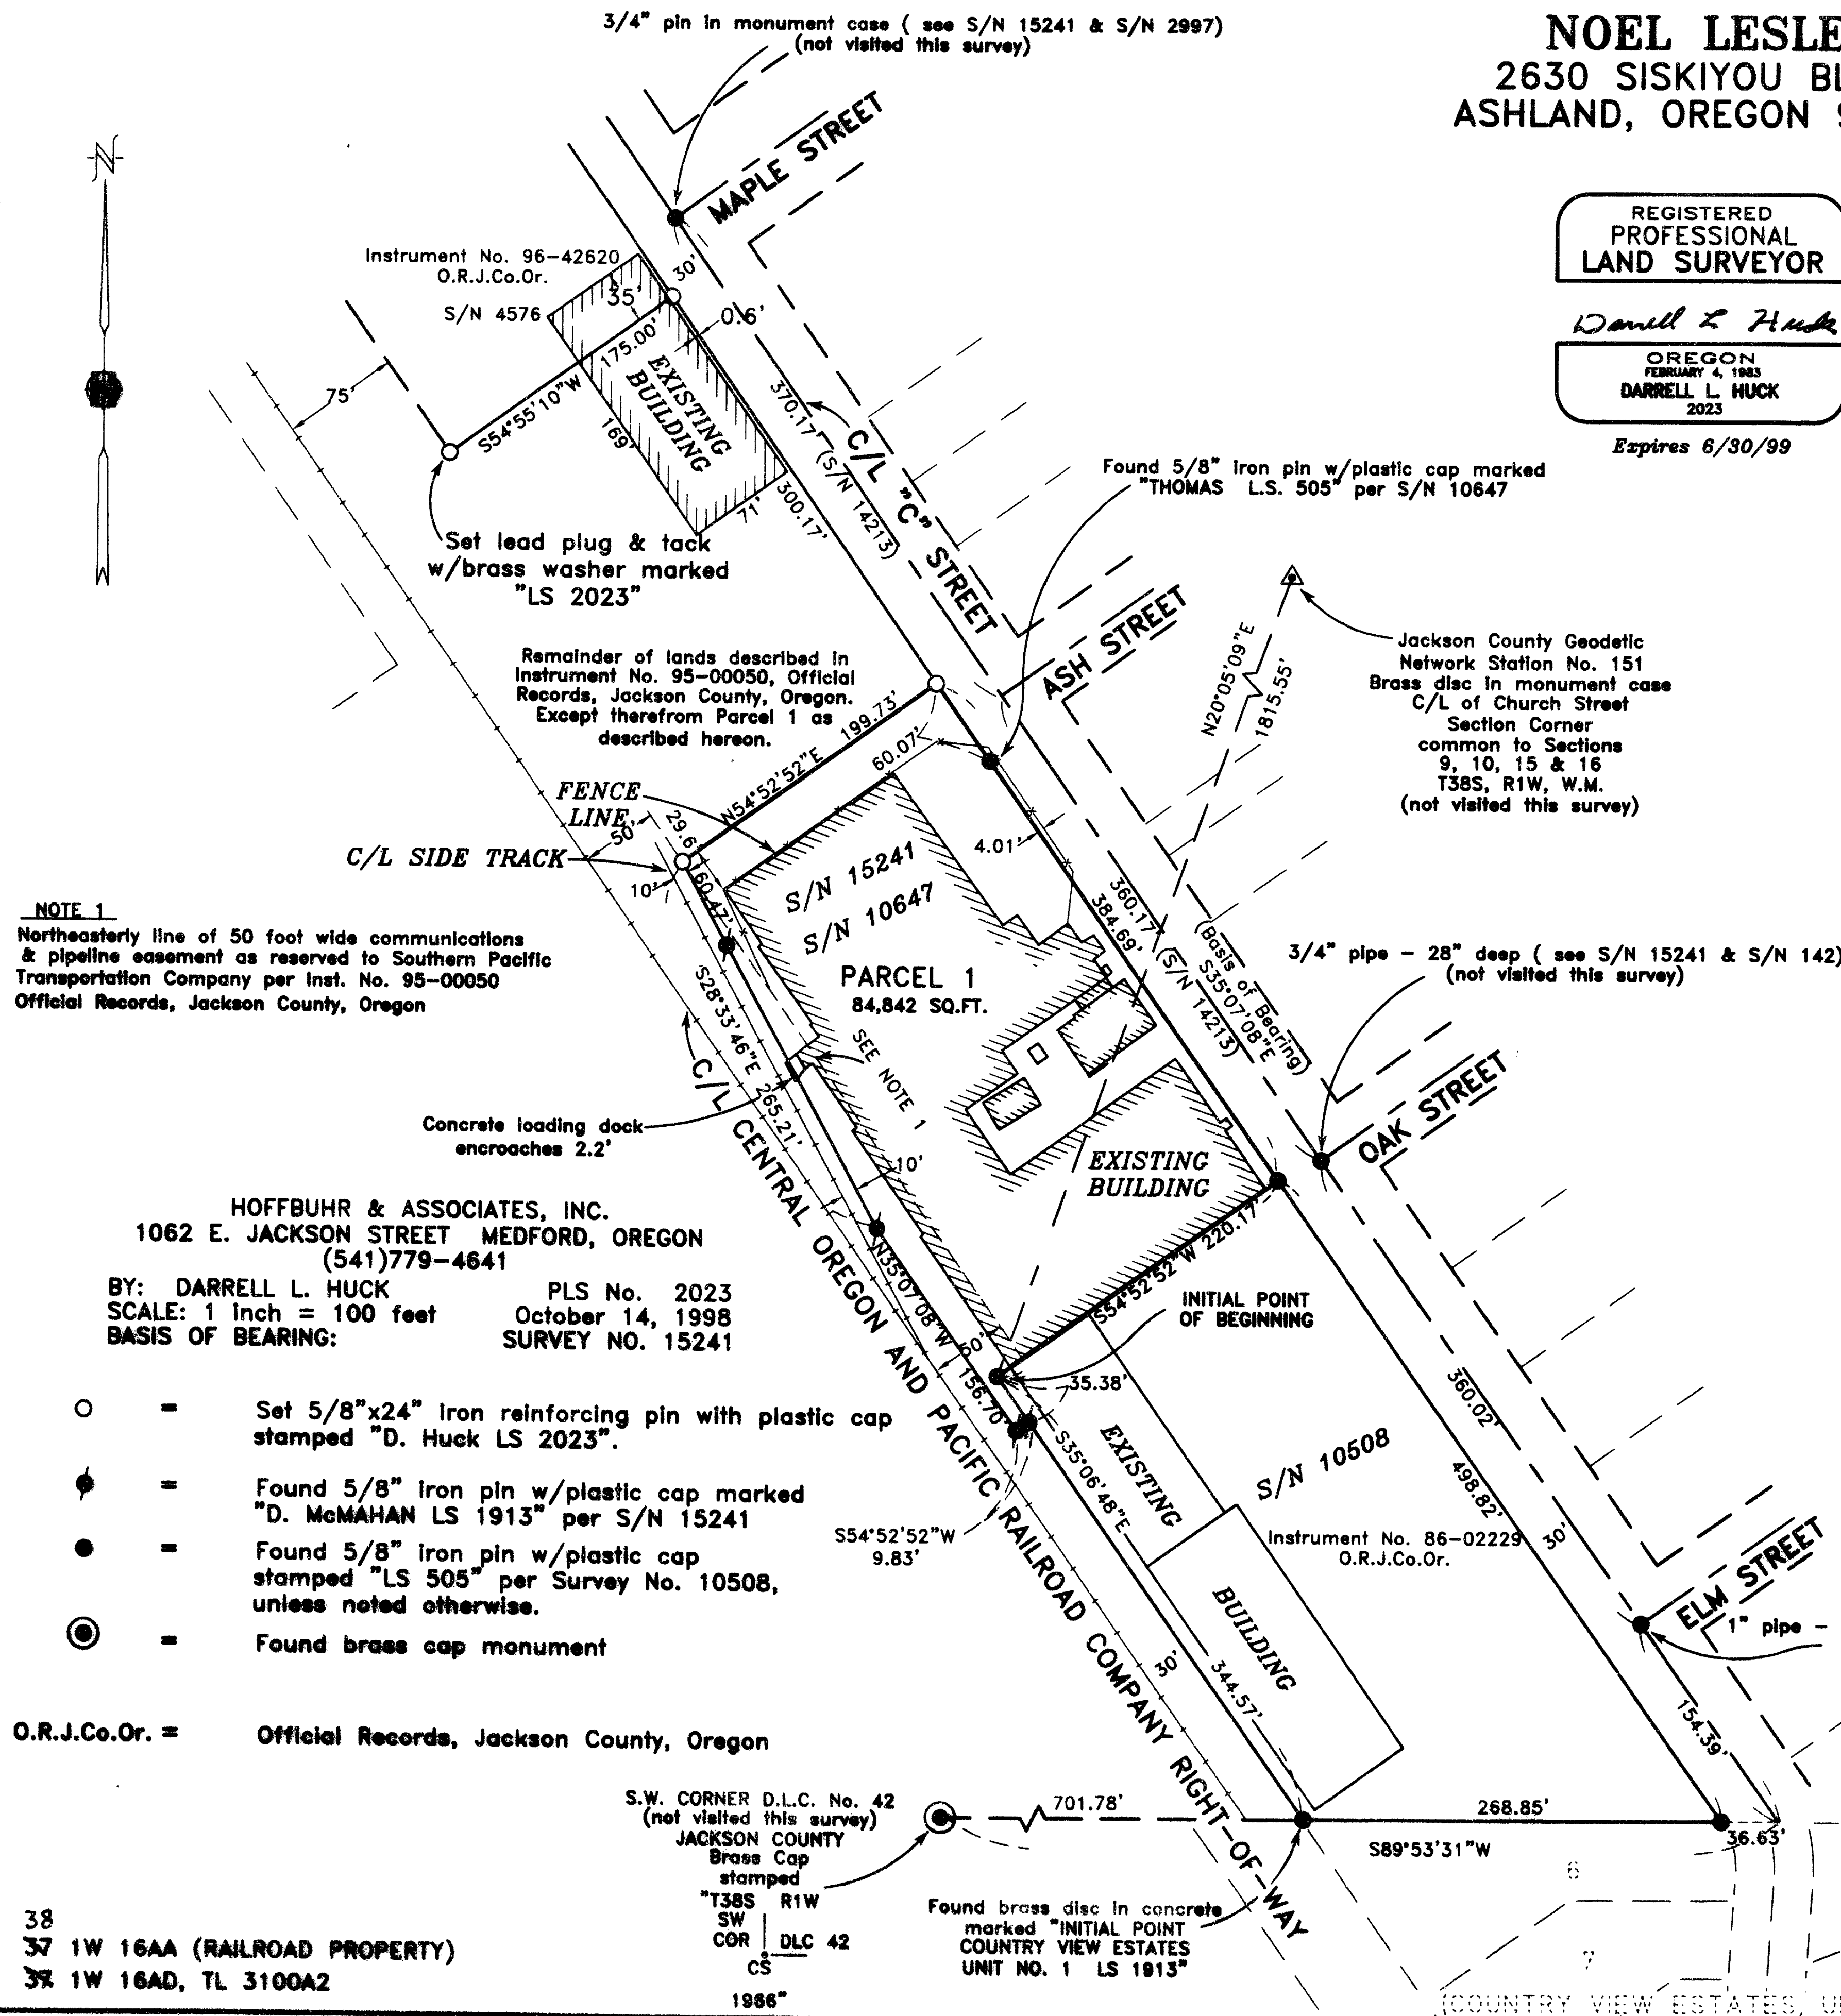 3/4" pin in monument case ( see S/N 15241 & S/N 2997)
(not visited this survey)
NOEL LESLE
2630 SISKIYOU BL
ASHLAND, OREGON 9
N
MAPLE STREET
REGISTERED
PROFESSIONAL
LAND SURVEYOR
Darrell L Huck
OREGON
FEBRUARY 4, 1983
DARRELL L. HUCK
2023
Expires 6/30/99
Instrument No. 96-42620
O.R.J.Co.Or.
S/N 4576
30'
35'
0.6'
175.00'
S54°55'10"W
EXISTING
BUILDING
169'
71'
75'
300.17'
370.17' (S/N 14213)
C/L "C" STREET
Set lead plug & tack
w/brass washer marked
"LS 2023"
Found 5/8" iron pin w/plastic cap marked
"THOMAS L.S. 505" per S/N 10647
ASH STREET
N20°05'09"E
1815.55'
Jackson County Geodetic
Network Station No. 151
Brass disc in monument case
C/L of Church Street
Section Corner
common to Sections
9, 10, 15 & 16
T38S, R1W, W.M.
(not visited this survey)
Remainder of lands described in
Instrument No. 95-00050, Official
Records, Jackson County, Oregon.
Except therefrom Parcel 1 as
described hereon.
N54°52'52"E 199.73'
60.07'
FENCE
LINE
50'
29.6
C/L SIDE TRACK
10'
60.47'
4.01'
S/N 15241
S/N 10647
PARCEL 1
84,842 SQ.FT.
360.17' (S/N 14213)
384.69'
(Basis of Bearing)
S35°07'08"E
3/4" pipe - 28" deep ( see S/N 15241 & S/N 142)
(not visited this survey)
OAK STREET
NOTE 1
Northeasterly line of 50 foot wide communications
& pipeline easement as reserved to Southern Pacific
Transportation Company per Inst. No. 95-00050
Official Records, Jackson County, Oregon
S28°33'46"E 265.21'
SEE NOTE 1
Concrete loading dock
encroaches 2.2'
10'
EXISTING
BUILDING
C/L CENTRAL OREGON AND PACIFIC RAILROAD COMPANY RIGHT-OF-WAY
HOFFBUHR & ASSOCIATES, INC.
1062 E. JACKSON STREET MEDFORD, OREGON
(541)779-4641
BY: DARRELL L. HUCK PLS No. 2023
SCALE: 1 inch = 100 feet October 14, 1998
BASIS OF BEARING: SURVEY NO. 15241
N35°07'08"W 156.70'
S54°52'52"W 220.17'
INITIAL POINT
OF BEGINNING
50'
35.38'
= Set 5/8"x24" iron reinforcing pin with plastic cap
stamped "D. Huck LS 2023".
= Found 5/8" iron pin w/plastic cap marked
"D. McMAHAN LS 1913" per S/N 15241
= Found 5/8" iron pin w/plastic cap
stamped "LS 505" per Survey No. 10508,
unless noted otherwise.
= Found brass cap monument
O.R.J.Co.Or. = Official Records, Jackson County, Oregon
S54°52'52"W
9.83'
S35°06'48"E
344.57'
30'
EXISTING
BUILDING
S/N 10508
Instrument No. 86-02229
O.R.J.Co.Or.
360.02'
498.82'
30'
ELM STREET
1" pipe -
154.39'
S.W. CORNER D.L.C. No. 42
(not visited this survey)
JACKSON COUNTY
Brass Cap
stamped
"T38S R1W
SW
COR DLC 42
CS
1986"
701.78'
268.85'
S89°53'31"W
36.63'
Found brass disc in concrete
marked "INITIAL POINT
COUNTRY VIEW ESTATES
UNIT NO. 1 LS 1913"
6
7
38
37 1W 16AA (RAILROAD PROPERTY)
1W 16AD, TL 3100A2
(COUNTRY VIEW ESTATES, U